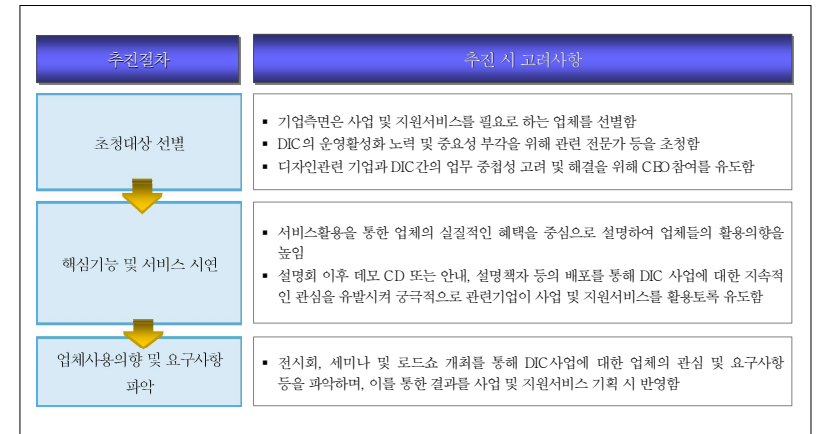 추진절차
추진 시 고려사항
초청대상 선별
▪ 기업측면은 사업 및 지원서비스를 필요로 하는 업체를 선별함
▪ DIC의 운영활성화 노력 및 중요성 부각을 위해 관련 전문가 등을 초청함
▪ 디자인관련 기업과 DIC간의 업무 중첩성 고려 및 해결을 위해 CEO참여를 유도함
핵심기능 및 서비스 시연
▪ 서비스활용을 통한 업체의 실질적인 혜택을 중심으로 설명하여 업체들의 활용의향을
높임
▪ 설명회 이후 데모 CD 또는 안내, 설명책자 등의 배포를 통해 DIC 사업에 대한 지속적
인 관심을 유발시켜 궁극적으로 관련기업이 사업 및 지원서비스를 활용토록 유도함
업체사용의향 및 요구사항
파악
▪ 전시회, 세미나 및 로드쇼 개최를 통해 DIC사업에 대한 업체의 관심 및 요구사항
등을 파악하며, 이를 통한 결과를 사업 및 지원서비스 기획 시 반영함